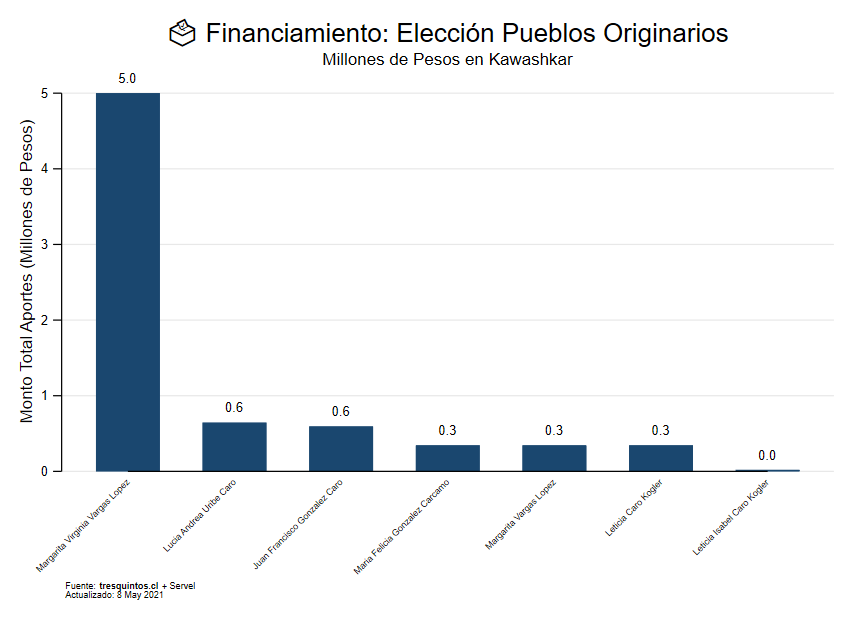 Financiamiento: Elección Pueblos Originarios
Millones de Pesos en Kawashkar
Monto Total Aportes (Millones de Pesos)
5
4
3
2
1
0
5.0
0.6
0.6
0.3
0.3
0.3
0.0
Margarita Virginia Vargas Lopez
Lucia Andrea Uribe Caro
Juan Francisco Gonzalez Caro
Maria Felicia Gonzalez Carcamo
Margarita Vargas Lopez
Leticia Caro Kogler
Leticia Isabel Caro Kogler
Fuente: tresquintos.cl + Servel
Actualizado: 8 May 2021